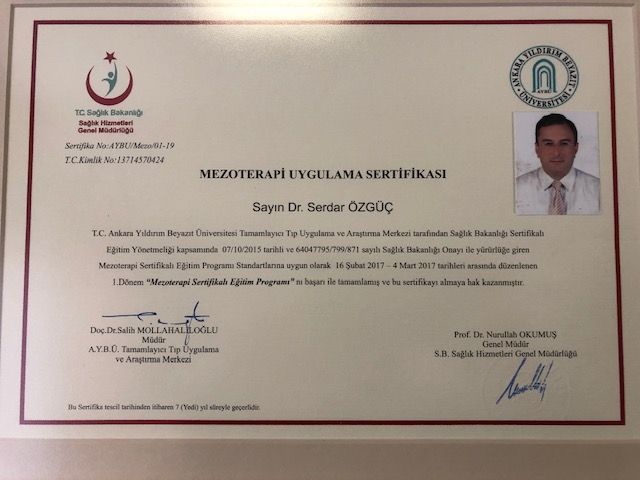 T.C. Sağlık Bakanlığı
Sağlık Hizmetleri
Genel Müdürlüğü
ANKARA YILDIRIM BEYAZIT
AYBÜ
ÜNİVERSİTESİ
Sertifika No:AYBU/Mezo/01-19
T.C.Kimlik No:13714570424
MEZOTERAPİ UYGULAMA SERTİFİKASI
Sayın Dr. Serdar ÖZGÜÇ
T.C. Ankara Yıldırım Beyazıt Üniversitesi Tamamlayıcı Tıp Uygulama ve Araştırma Merkezi tarafından Sağlık Bakanlığı Sertifikalı
Eğitim Yönetmeliği kapsamında 07/10/2015 tarihli ve 64047795/799/871 sayılı Sağlık Bakanlığı Onayı ile yürürlüğe giren
Mezoterapi Sertifikalı Eğitim Programı Standartlarına uygun olarak 16 Şubat 2017 – 4 Mart 2017 tarihleri arasında düzenlenen
1.Dönem "Mezoterapi Sertifikalı Eğitim Programı" nı başarı ile tamamlamış ve bu sertifikayı almaya hak kazanmıştır.
Doç.Dr.Salih MOLLAHALİLOĞLU
Müdür
A.Y.B.Ü. Tamamlayıcı Tıp Uygulama
ve Araştırma Merkezi
Prof. Dr. Nurullah OKUMUŞ
Genel Müdür
S.B. Sağlık Hizmetleri Genel Müdürlüğü
Bu Sertifika tescil tarihinden itibaren 7 (Yedi) yıl süreyle geçerlidir.